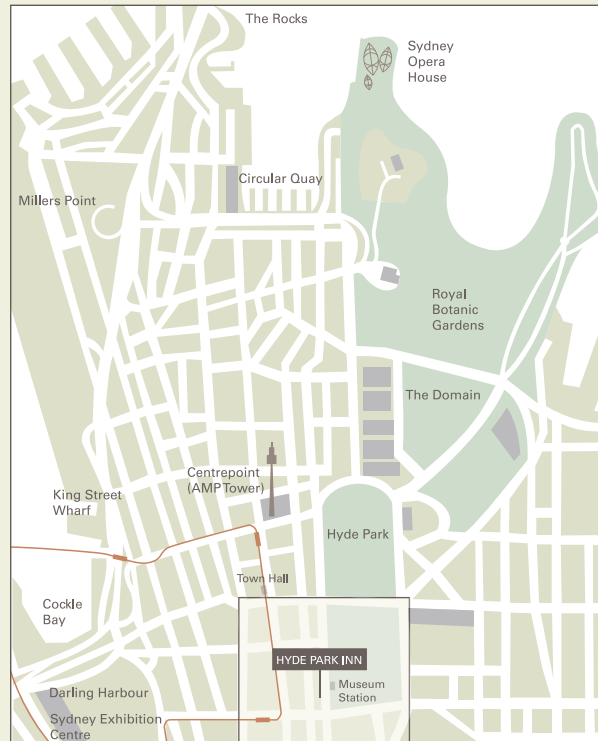 The Rocks
Sydney
Opera
House
Circular Quay
Millers Point
Royal
Botanic
Gardens
The Domain
Centrepoint
(AMP Tower)
King Street
Wharf
Hyde Park
Town Hall
Cockle
Bay
HYDE PARK INN
Museum
Station
Darling Harbour
Sydney Exhibition
Centre